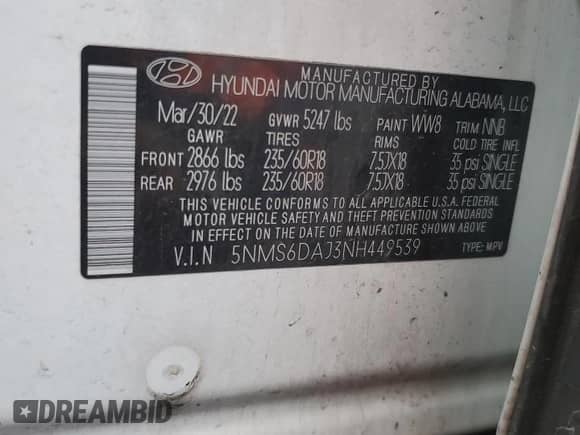 MANUFACTURED BY
HYUNDAI MOTOR MANUFACTURING ALABAMA, LLC
Mar/30/22 GVWR 5247 lbs PAINT WW8 TRIM NNB
GAWR TIRES RIMS COLD TIRE INFL
FRONT 2866 lbs 235/60R18 7.5JX18 35 psi SINGLE
REAR 2976 lbs 235/60R18 7.5JX18 35 psi SINGLE
THIS VEHICLE CONFORMS TO ALL APPLICABLE U.S.A. FEDERAL
MOTOR VEHICLE SAFETY AND THEFT PREVENTION STANDARDS
IN EFFECT ON THE DATE OF MANUFACTURE SHOWN ABOVE
V.I.N 5NMS6DAJ3NH449539 TYPE: MPV
DREAMBID